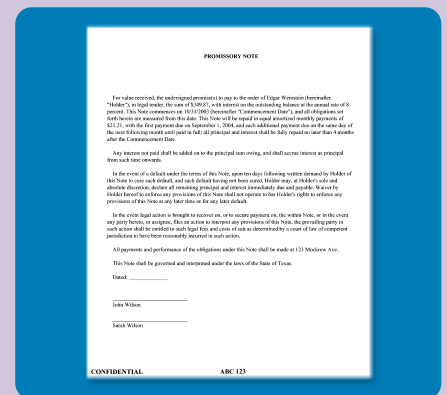 PROMISSORY NOTE
For value received, the undersigned promise(s) to pay to the order of Edgar Weinstein (hereinafter
"Holder"), in legal tender, the sum of $349.87, with interest on the outstanding balance at the annual rate of 8
percent. This Note commences on 10/31/2003 (hereinafter "Commencement Date"), and all obligations set
forth herein are measured from this date. This Note will be repaid in equal amortized monthly payments of
$21.21, with the first payment due on September 1, 2004, and each additional payment due on the same day of
the next following month until paid in full; all principal and interest shall be fully repaid no later than 4 months
after the Commencement Date.
Any interest not paid shall be added on to the principal sum owing, and shall accrue interest as principal
from such time onwards.
In the event of a default under the terms of this Note, upon ten days following written demand by Holder of
this Note to cure such default, and such default having not been cured, Holder may, at Holder's sole and
absolute discretion, declare all remaining principal and interest immediately due and payable. Waiver by
Holder hereof to enforce any provisions of this Note shall not operate to bar Holder's rights to enforce any
provisions of this Note at any later time or for any later default.
In the event legal action is brought to recover on, or to secure payment on, the within Note, or in the event
any party hereto, or assignee, files an action to interpret any provisions of this Note, the prevailing party in
such action shall be entitled to such legal fees and costs of suit as determined by a court of law of competent
jurisdiction to have been reasonably incurred in such action.
All payments and performance of the obligations under this Note shall be made at 123 Ave..
This Note shall be governed and interpreted under the laws of the State of Texas.
Dated:
John Wilson
Sarah Wilson
CONFIDENTIAL ABC 123